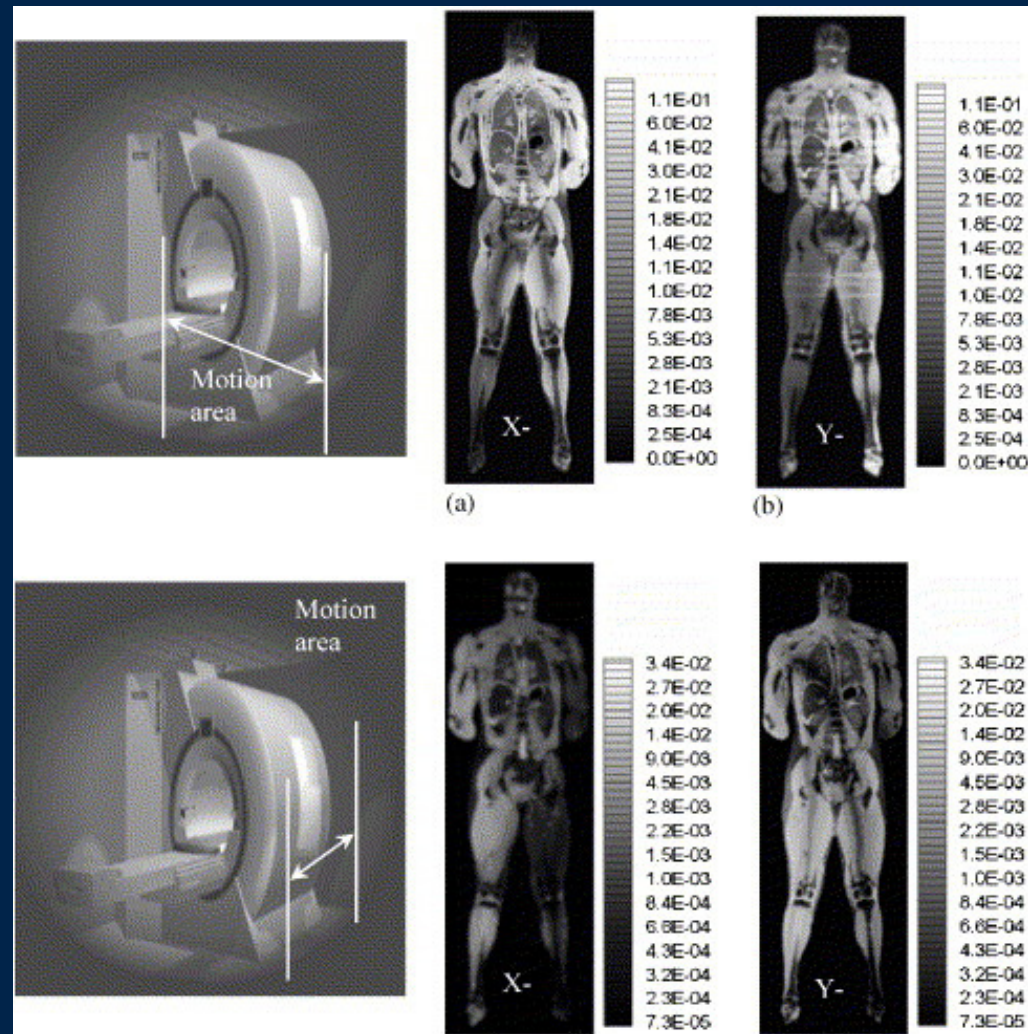 Motion
area
X-
1.1E-01
6.0E-02
4.1E-02
3.0E-02
2.1E-02
1.8E-02
1.4E-02
1.1E-02
1.0E-02
7.8E-03
5.3E-03
2.8E-03
2.1E-03
8.3E-04
2.5E-04
0.0E+00
(a)
Y-
1.1E-01
6.0E-02
4.1E-02
3.0E-02
2.1E-02
1.8E-02
1.4E-02
1.1E-02
1.0E-02
7.8E-03
5.3E-03
2.8E-03
2.1E-03
8.3E-04
2.5E-04
0.0E+00
(b)
Motion
area
X-
3.4E-02
2.7E-02
2.0E-02
1.4E-02
9.0E-03
4.5E-03
2.8E-03
2.2E-03
1.5E-03
1.0E-03
8.4E-04
6.6E-04
4.3E-04
3.2E-04
2.3E-04
7.3E-05
Y-
3.4E-02
2.7E-02
2.0E-02
1.4E-02
9.0E-03
4.5E-03
2.8E-03
2.2E-03
1.5E-03
1.0E-03
8.4E-04
6.6E-04
4.3E-04
3.2E-04
2.3E-04
7.3E-05